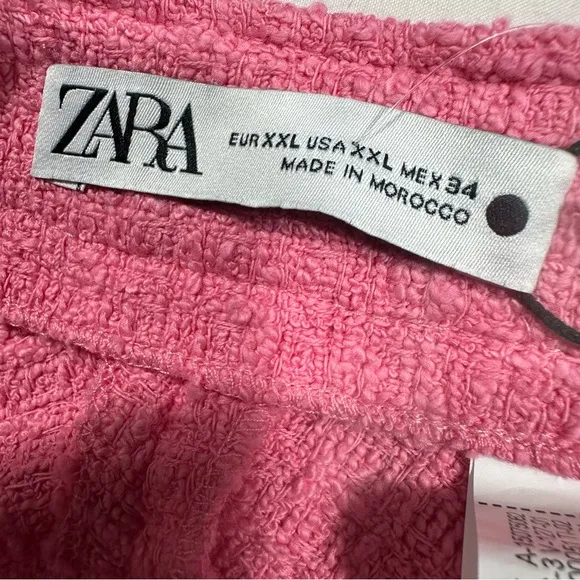 ZARA
EUR XXL USA XXL MEX 34
MADE IN MOROCCO